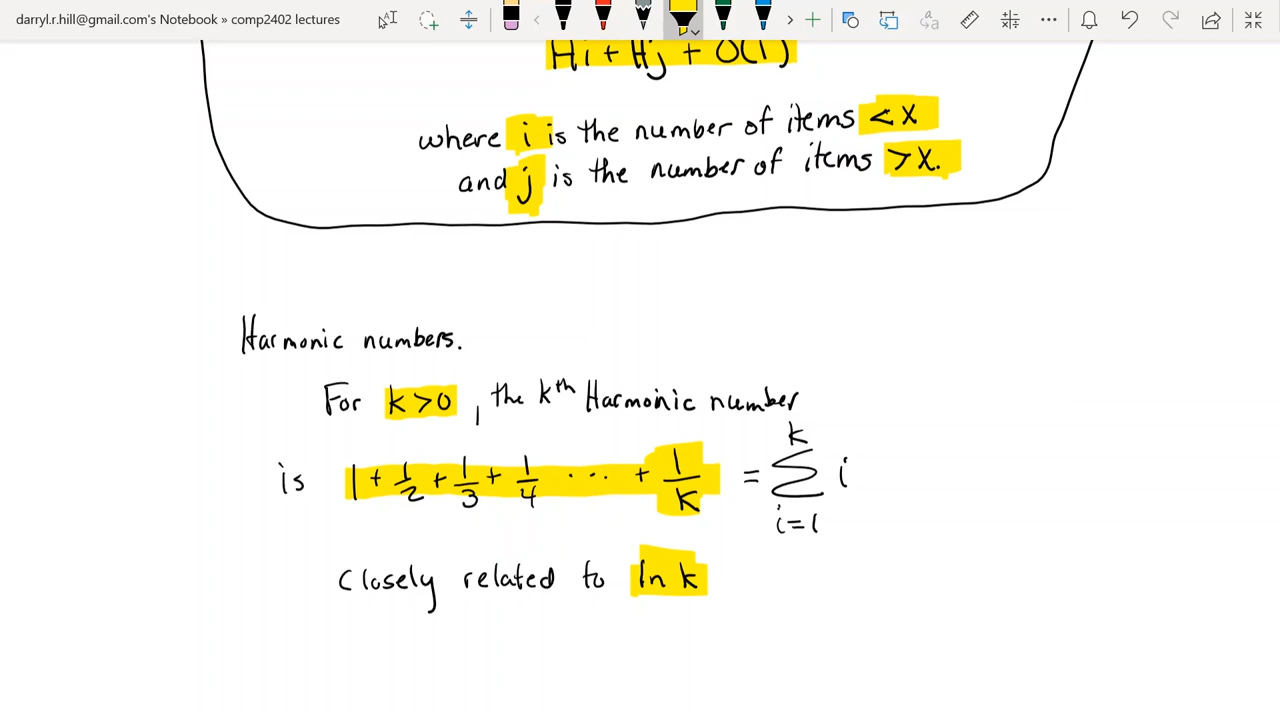 darryl.r.hill@gmail.com's Notebook » comp2402 lectures
Hi + Hj + O(1)
where i is the number of items < x
and j is the number of items > x.
Harmonic numbers.
For k>0, the kth Harmonic number
is 1 + 1/2 + 1/3 + 1/4 ... + 1/k = Σ_{i=1}^{k} i
closely related to ln k